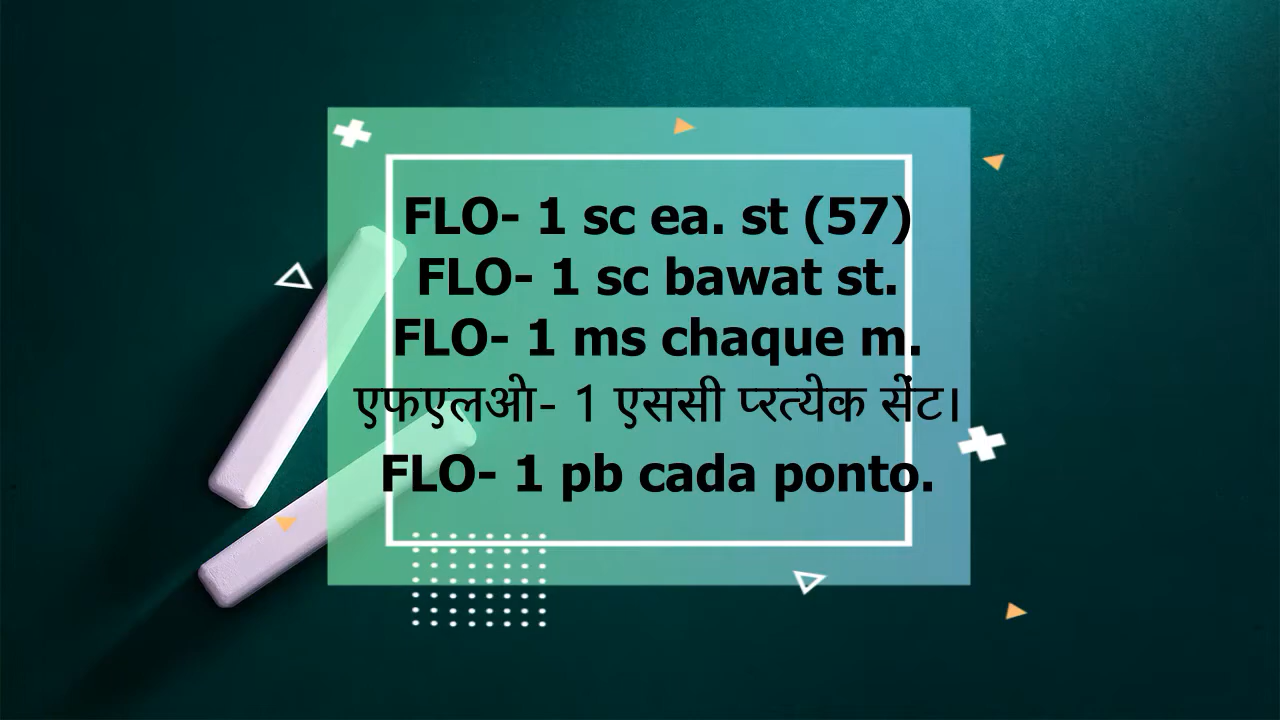 FLO- 1 sc ea. st (57)
FLO- 1 sc bawat st.
FLO- 1 ms chaque m.
एफएलओ- 1 एससी प्रत्येक सेंट।
FLO- 1 pb cada ponto.